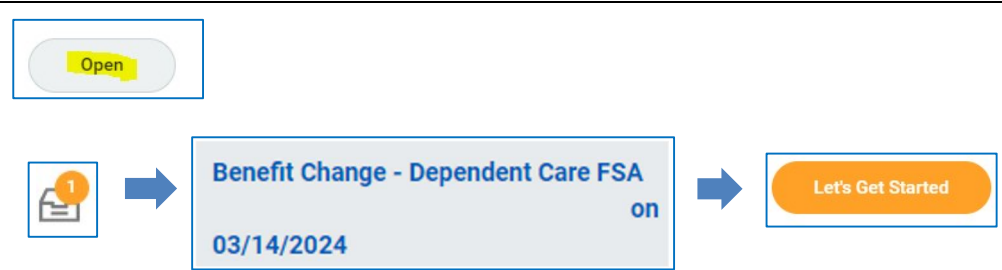 Open
1
Benefit Change - Dependent Care FSA
on
03/14/2024
Let's Get Started